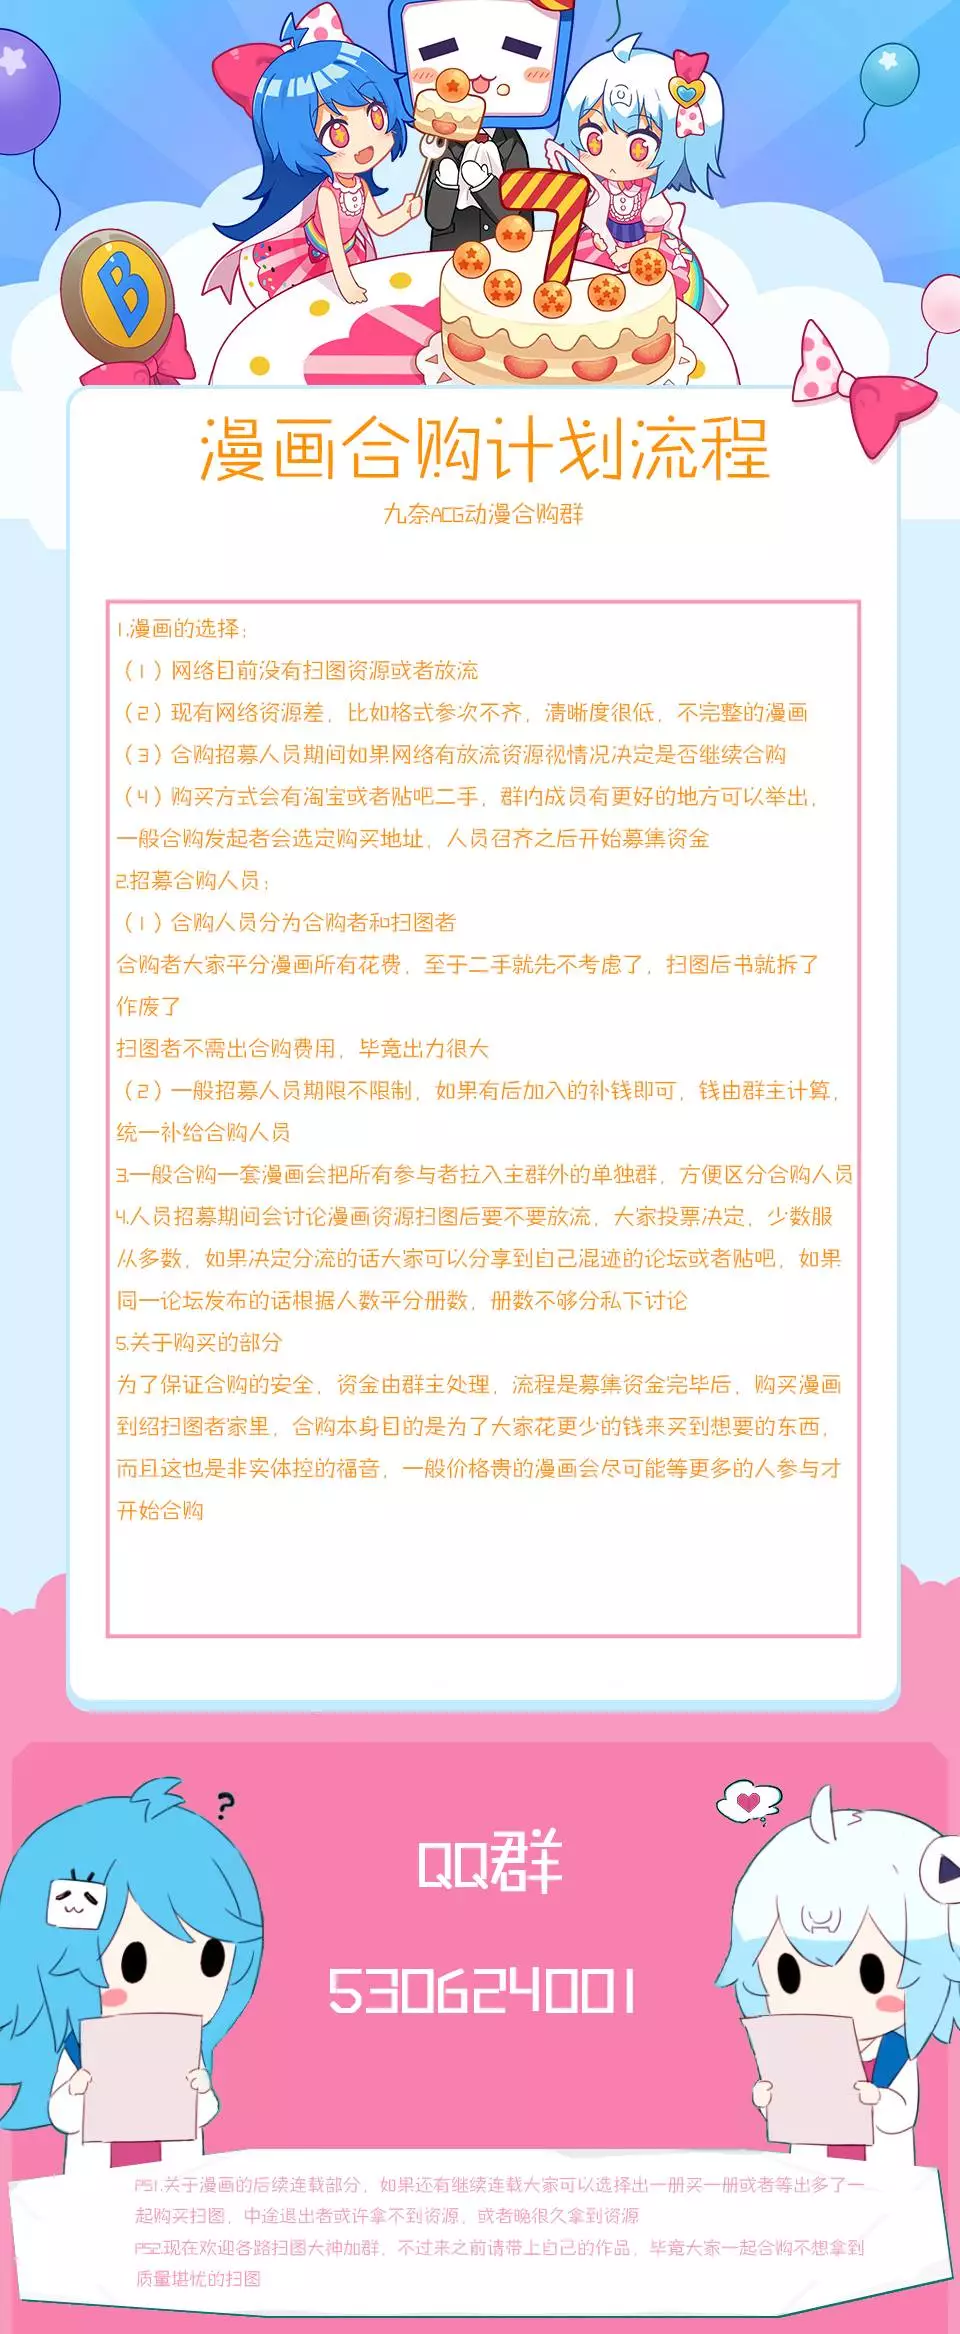 B
7
漫画合购计划流程
九奈ACG动漫合购群
1.漫画的选择：
（1）网络目前没有扫图资源或者放流
（2）现有网络资源差，比如格式参次不齐，清晰度很低，不完整的漫画
（3）合购招募人员期间如果网络有放流资源视情况决定是否继续合购
（4）购买方式会有淘宝或者贴吧二手，群内成员有更好的地方可以举出，
一般合购发起者会选定购买地址，人员召齐之后开始募集资金
2.招募合购人员：
（1）合购人员分为合购者和扫图者
合购者大家平分漫画所有花费，至于二手就先不考虑了，扫图后书就拆了
作废了
扫图者不需出合购费用，毕竟出力很大
（2）一般招募人员期限不限制，如果有后加入的补钱即可，钱由群主计算，
统一补给合购人员
3.一般合购一套漫画会把所有参与者拉入主群外的单独群，方便区分合购人员
4.人员招募期间会讨论漫画资源扫图后要不要放流，大家投票决定，少数服
从多数，如果决定分流的话大家可以分享到自己混迹的论坛或者贴吧，如果
同一论坛发布的话根据人数平分册数，册数不够分私下讨论
5.关于购买的部分
为了保证合购的安全，资金由群主处理，流程是募集资金完毕后，购买漫画
到绍扫图者家里，合购本身目的是为了大家花更少的钱来买到想要的东西，
而且这也是非实体控的福音，一般价格贵的漫画会尽可能等更多的人参与才
开始合购
?
QQ群
530624001
PS1.关于漫画的后续连载部分，如果还有继续连载大家可以选择出一册买一册或者等出多了一
起购买扫图，中途退出者或许拿不到资源，或者晚很久拿到资源
PS2.现在欢迎各路扫图大神加群，不过来之前请带上自己的作品，毕竟大家一起合购不想拿到
质量堪忧的扫图